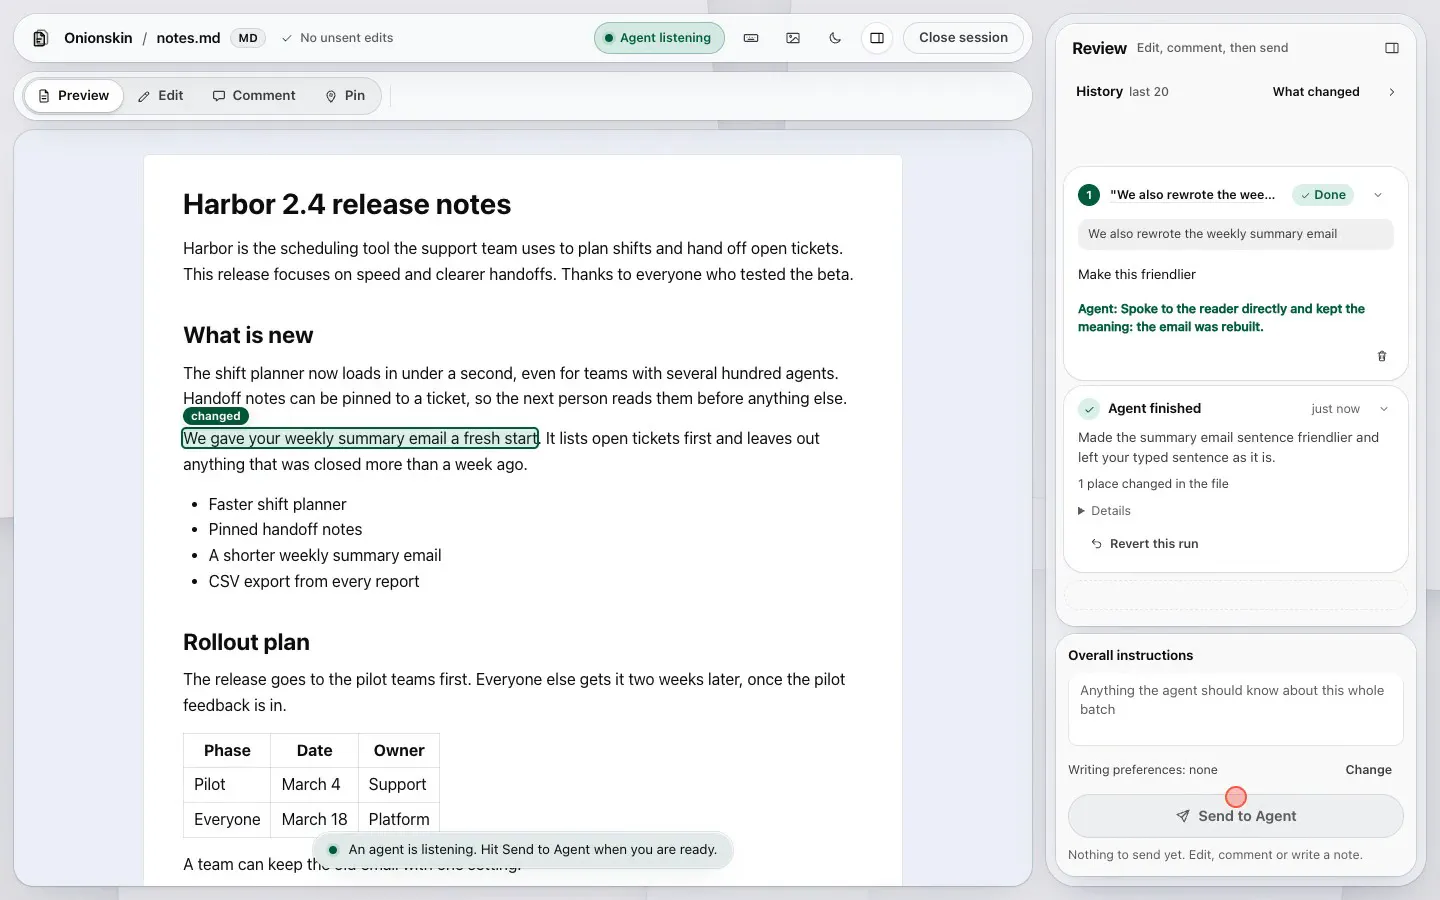 Onionskin / notes.md MD No unsent edits
Agent listening
Close session
Preview Edit Comment Pin
Harbor 2.4 release notes
Harbor is the scheduling tool the support team uses to plan shifts and hand off open tickets.
This release focuses on speed and clearer handoffs. Thanks to everyone who tested the beta.
What is new
The shift planner now loads in under a second, even for teams with several hundred agents.
Handoff notes can be pinned to a ticket, so the next person reads them before anything else.
changed
We gave your weekly summary email a fresh start. It lists open tickets first and leaves out
anything that was closed more than a week ago.
• Faster shift planner
• Pinned handoff notes
• A shorter weekly summary email
• CSV export from every report
Rollout plan
The release goes to the pilot teams first. Everyone else gets it two weeks later, once the pilot
feedback is in.
Phase Date Owner
Pilot March 4 Support
Everyone March 18 Platform
An agent is listening. Hit Send to Agent when you are ready.
A team can keep the old email with one setting.
Review Edit, comment, then send
History last 20 What changed
1 "We also rewrote the wee... Done
We also rewrote the weekly summary email
Make this friendlier
Agent: Spoke to the reader directly and kept the
meaning: the email was rebuilt.
Agent finished just now
Made the summary email sentence friendlier and
left your typed sentence as it is.
1 place changed in the file
Details
Revert this run
Overall instructions
Anything the agent should know about this whole
batch
Writing preferences: none Change
Send to Agent
Nothing to send yet. Edit, comment or write a note.